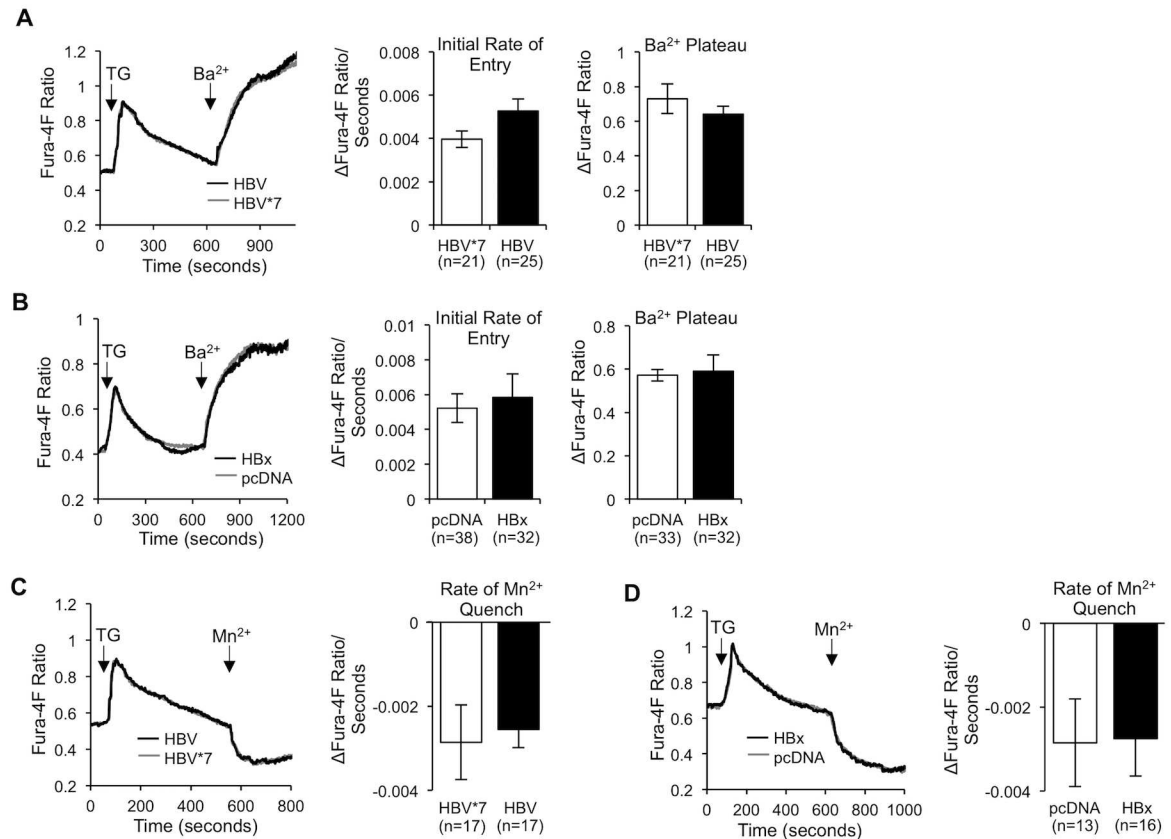 A
Fura-4F Ratio
1.2
1
0.8
0.6
0.4
0.2
TG
Ba²⁺
HBV
HBV*7
0 300 600 900
Time (seconds)
Initial Rate of
Entry
ΔFura-4F Ratio/
Seconds
0.008
0.006
0.004
0.002
0
HBV*7 HBV
(n=21) (n=25)
Ba²⁺ Plateau
ΔFura-4F Ratio
1
0.8
0.6
0.4
0.2
0
HBV*7 HBV
(n=21) (n=25)
B
Fura-4F Ratio
1
0.8
0.6
0.4
0.2
TG
Ba²⁺
HBx
pcDNA
0 300 600 900 1200
Time (seconds)
Initial Rate of
Entry
ΔFura-4F Ratio/
Seconds
0.01
0.008
0.006
0.004
0.002
0
pcDNA HBx
(n=38) (n=32)
Ba²⁺ Plateau
ΔFura-4F Ratio
0.8
0.6
0.4
0.2
0
pcDNA HBx
(n=33) (n=32)
C
Fura-4F Ratio
1.2
1
0.8
0.6
0.4
0.2
TG
Mn²⁺
HBV
HBV*7
0 200 400 600 800
Time (seconds)
Rate of Mn²⁺
Quench
ΔFura-4F Ratio/
Seconds
0
-0.002
-0.004
HBV*7 HBV
(n=17) (n=17)
D
Fura-4F Ratio
1.2
1
0.8
0.6
0.4
0.2
TG
Mn²⁺
HBx
pcDNA
0 200 400 600 800 1000
Time (seconds)
Rate of Mn²⁺
Quench
ΔFura-4F Ratio/
Seconds
0
-0.002
-0.004
pcDNA HBx
(n=13) (n=16)